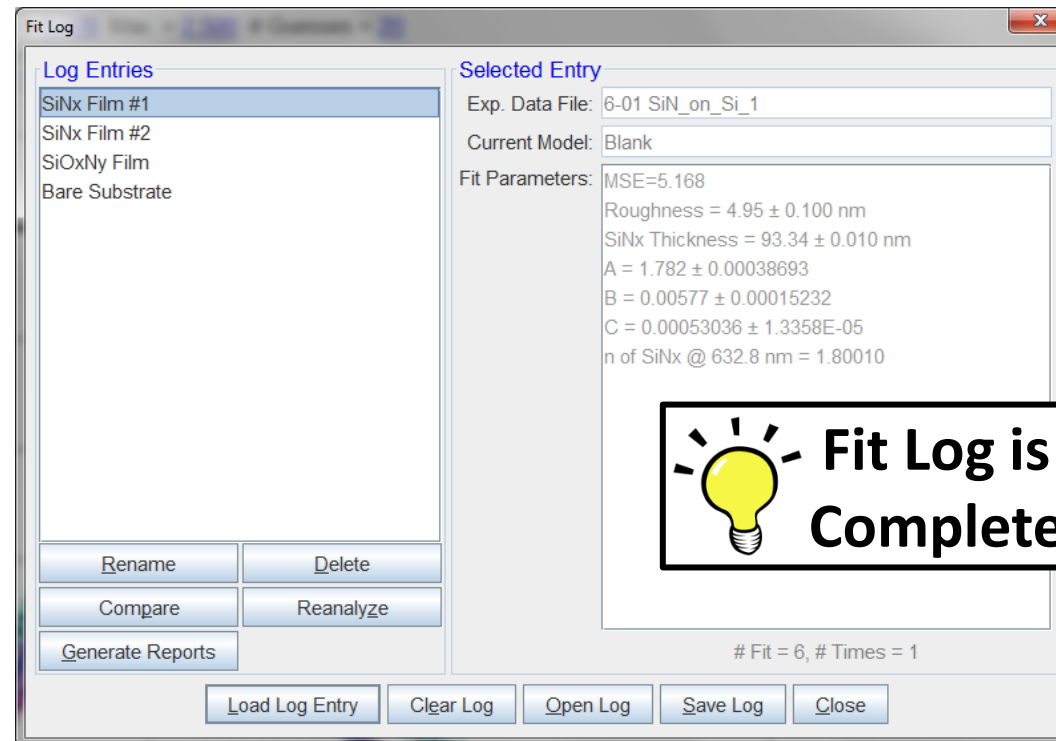 Fit Log
Log Entries
SiNx Film #1
SiNx Film #2
SiOxNy Film
Bare Substrate
Rename
Delete
Compare
Reanalyze
Generate Reports
Selected Entry
Exp. Data File: 6-01 SiN_on_Si_1
Current Model: Blank
Fit Parameters: MSE=5.168
Roughness = 4.95 ± 0.100 nm
SiNx Thickness = 93.34 ± 0.010 nm
A = 1.782 ± 0.00038693
B = 0.00577 ± 0.00015232
C = 0.00053036 ± 1.3358E-05
n of SiNx @ 632.8 nm = 1.80010
Fit Log is
Complete
# Fit = 6, # Times = 1
Load Log Entry
Clear Log
Open Log
Save Log
Close